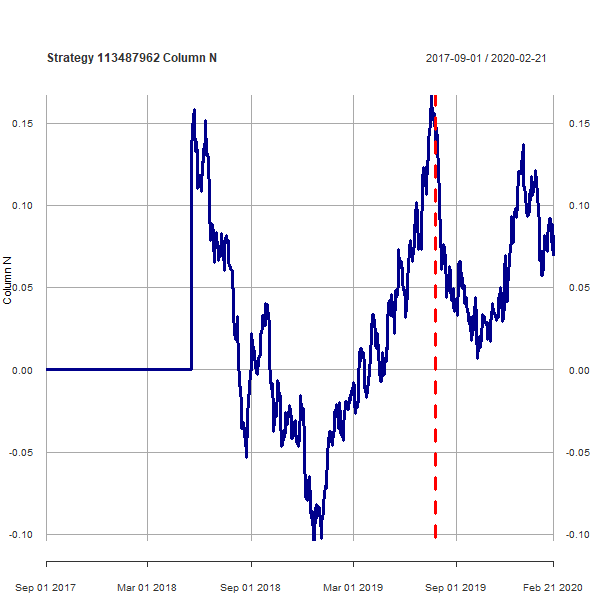 Strategy 113487962 Column N
2017-09-01 / 2020-02-21
0.15
0.15
0.10
0.10
0.05
0.05
0.00
0.00
-0.05
-0.05
-0.10
-0.10
Column N
Sep 01 2017
Mar 01 2018
Sep 01 2018
Mar 01 2019
Sep 01 2019
Feb 21 2020